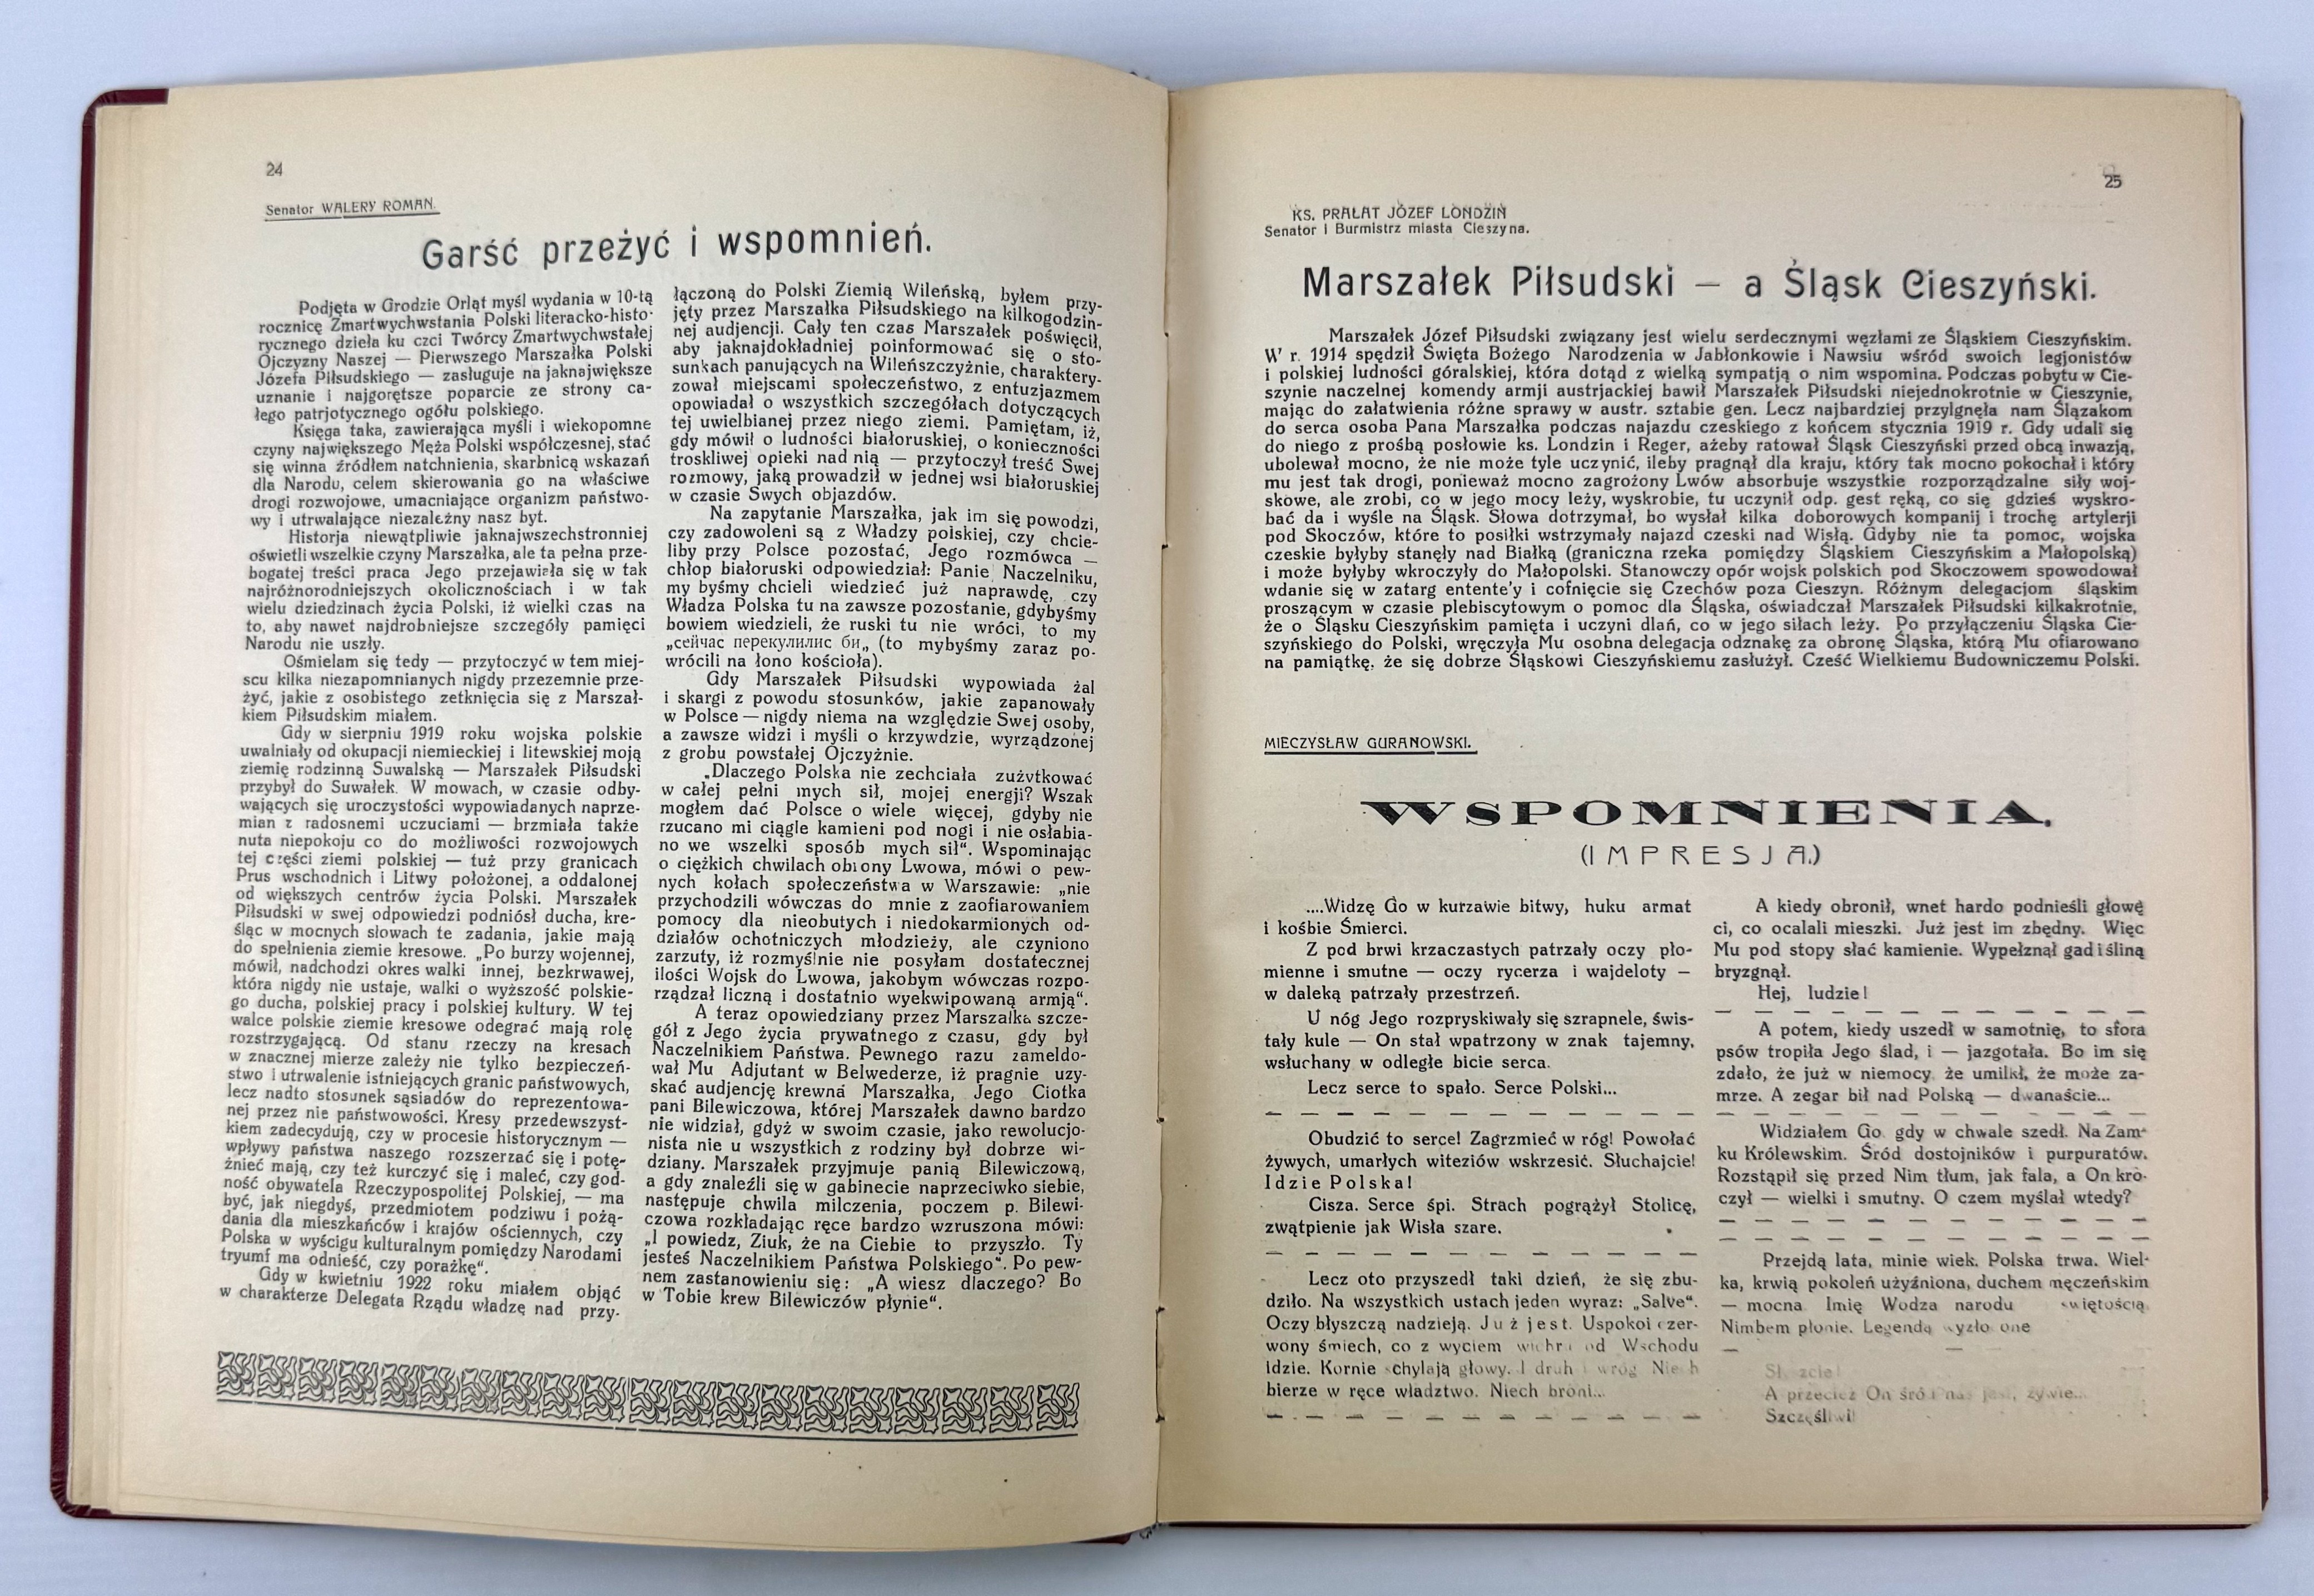 24
Senator WALERY ROMAN.
Garść przeżyć i wspomnień.
Podjęta w Grodzie Orląt myśl wydania w 10-tą
rocznicę Zmartwychwstania Polski literacko-histo-
rycznego dzieła ku czci Twórcy Zmartwychwstałej
Ojczyzny Naszej — Pierwszego Marszałka Polski
Józefa Piłsudskiego — zasługuje na jaknajwiększe
uznanie i najgorętsze poparcie ze strony ca-
łego patrjotycznego ogółu polskiego.
Księga taka, zawierająca myśli i wiekopomne
czyny największego Męża Polski współczesnej, stać
się winna źródłem natchnienia, skarbnicą wskazań
dla Narodu, celem skierowania go na właściwe
drogi rozwojowe, umacniające organizm państwo-
wy i utrwalające niezależny nasz byt.
Historja niewątpliwie jaknajwszechstronniej
oświetli wszelkie czyny Marszałka, ale ta pełna prze-
bogatej treści praca Jego przejawiała się w tak
najróżnorodniejszych okolicznościach i w tak
wielu dziedzinach życia Polski, iż wielki czas na
to, aby nawet najdrobniejsze szczegóły pamięci
Narodu nie uszły.
Ośmielam się tedy — przytoczyć w tem miej-
scu kilka niezapomnianych nigdy przezemnie prze-
żyć, jakie z osobistego zetknięcia się z Marszał-
kiem Piłsudskim miałem.
Gdy w sierpniu 1919 roku wojska polskie
uwalniały od okupacji niemieckiej i litewskiej moją
ziemię rodzinną Suwalską — Marszałek Piłsudski
przybył do Suwałek. W mowach, w czasie odby-
wających się uroczystości wypowiadanych naprze-
mian z radosnemi uczuciami — brzmiała także
nuta niepokoju co do możliwości rozwojowych
tej części ziemi polskiej — tuż przy granicach
Prus wschodnich i Litwy położonej, a oddalonej
od większych centrów życia Polski. Marszałek
Piłsudski w swej odpowiedzi podniósł ducha, kre-
śląc w mocnych słowach te zadania, jakie mają
do spełnienia ziemie kresowe. „Po burzy wojennej,
mówił, nadchodzi okres walki innej, bezkrwawej,
która nigdy nie ustaje, walki o wyższość polskie-
go ducha, polskiej pracy i polskiej kultury. W tej
walce polskie ziemie kresowe odegrać mają rolę
rozstrzygającą. Od stanu rzeczy na kresach
w znacznej mierze zależy nie tylko bezpieczeń-
stwo i utrwalenie istniejących granic państwowych,
lecz nadto stosunek sąsiadów do reprezentowa-
nej przez nie państwowości. Kresy przedewszyst-
kiem zadecydują, czy w procesie historycznym —
wpływy państwa naszego rozszerzać się i potę-
żnieć mają, czy też kurczyć się i maleć, czy god-
ność obywatela Rzeczypospolitej Polskiej, — ma
być, jak niegdyś, przedmiotem podziwu i pożą-
dania dla mieszkańców i krajów ościennych, czy
Polska w wyścigu kulturalnym pomiędzy Narodami
tryumf ma odnieść, czy porażkę“.
Gdy w kwietniu 1922 roku miałem objąć
w charakterze Delegata Rządu władzę nad przy-
łączoną do Polski Ziemią Wileńską, byłem przy-
jęty przez Marszałka Piłsudskiego na kilkogodzin-
nej audjencji. Cały ten czas Marszałek poświęcił,
aby jaknajdokładniej poinformować się o sto-
sunkach panujących na Wileńszczyźnie, charaktery-
zował miejscami społeczeństwo, z entuzjazmem
opowiadał o wszystkich szczegółach dotyczących
tej uwielbianej przez niego ziemi. Pamiętam, iż,
gdy mówił o ludności białoruskiej, o konieczności
troskliwej opieki nad nią — przytoczył treść Swej
rozmowy, jaką prowadził w jednej wsi białoruskiej
w czasie Swych objazdów.
Na zapytanie Marszałka, jak im się powodzi,
czy zadowoleni są z Władzy polskiej, czy chcie-
liby przy Polsce pozostać, Jego rozmówca —
chłop białoruski odpowiedział: Panie Naczelniku,
my byśmy chcieli wiedzieć już naprawdę, czy
Władza Polska tu na zawsze pozostanie, gdybyśmy
bowiem wiedzieli, że ruski tu nie wróci, to my
„сейчас перекулилис би„ (to mybyśmy zaraz po-
wrócili na łono kościoła).
Gdy Marszałek Piłsudski wypowiada żal
i skargi z powodu stosunków, jakie zapanowały
w Polsce — nigdy niema na względzie Swej osoby,
a zawsze widzi i myśli o krzywdzie, wyrządzonej
z grobu powstałej Ojczyźnie.
„Dlaczego Polska nie zechciała zużytkować
w całej pełni mych sił, mojej energji? Wszak
mogłem dać Polsce o wiele więcej, gdyby nie
rzucano mi ciągle kamieni pod nogi i nie osłabia-
no we wszelki sposób mych sił“. Wspominając
o ciężkich chwilach obrony Lwowa, mówi o pew-
nych kołach społeczeństwa w Warszawie: „nie
przychodzili wówczas do mnie z zaofiarowaniem
pomocy dla nieobutych i niedokarmionych od-
działów ochotniczych młodzieży, ale czyniono
zarzuty, iż rozmyślnie nie posyłam dostatecznej
ilości Wojsk do Lwowa, jakobym wówczas rozpo-
rządzał liczną i dostatnio wyekwipowaną armją“.
A teraz opowiedziany przez Marszałka szcze-
gół z Jego życia prywatnego z czasu, gdy był
Naczelnikiem Państwa. Pewnego razu zameldo-
wał Mu Adjutant w Belwederze, iż pragnie uzy-
skać audjencję krewna Marszałka, Jego Ciotka
pani Bilewiczowa, której Marszałek dawno bardzo
nie widział, gdyż w swoim czasie, jako rewolucjo-
nista nie u wszystkich z rodziny był dobrze wi-
dziany. Marszałek przyjmuje panią Bilewiczową,
a gdy znaleźli się w gabinecie naprzeciwko siebie,
następuje chwila milczenia, poczem p. Bilewi-
czowa rozkładając ręce bardzo wzruszona mówi:
„I powiedz, Ziuk, że na Ciebie to przyszło. Ty
jesteś Naczelnikiem Państwa Polskiego“. Po pew-
nem zastanowieniu się: „A wiesz dlaczego? Bo
w Tobie krew Bilewiczów płynie“.
25
KS. PRAŁAT JÓZEF LONDZIN
Senator i Burmistrz miasta Cieszyna.
Marszałek Piłsudski — a Śląsk Cieszyński.
Marszałek Józef Piłsudski związany jest wielu serdecznymi węzłami ze Śląskiem Cieszyńskim.
W r. 1914 spędził Święta Bożego Narodzenia w Jabłonkowie i Nawsiu wśród swoich legjonistów
i polskiej ludności góralskiej, która dotąd z wielką sympatją o nim wspomina. Podczas pobytu w Cie-
szynie naczelnej komendy armji austrjackiej bawił Marszałek Piłsudski niejednokrotnie w Cieszynie,
mając do załatwienia różne sprawy w austr. sztabie gen. Lecz najbardziej przylgnęła nam Ślązakom
do serca osoba Pana Marszałka podczas najazdu czeskiego z końcem stycznia 1919 r. Gdy udali się
do niego z prośbą posłowie ks. Londzin i Reger, ażeby ratował Śląsk Cieszyński przed obcą inwazją,
ubolewał mocno, że nie może tyle uczynić, ileby pragnął dla kraju, który tak mocno pokochał i który
mu jest tak drogi, ponieważ mocno zagrożony Lwów absorbuje wszystkie rozporządzalne siły woj-
skowe, ale zrobi, co w jego mocy leży, wyskrobie, tu uczynił odp. gest ręką, co się gdzieś wyskro-
bać da i wyśle na Śląsk. Słowa dotrzymał, bo wysłał kilka doborowych kompanij i trochę artylerji
pod Skoczów, które to posiłki wstrzymały najazd czeski nad Wisłą. Gdyby nie ta pomoc, wojska
czeskie byłyby stanęły nad Białką (graniczna rzeka pomiędzy Śląskiem Cieszyńskim a Małopolską)
i może byłyby wkroczyły do Małopolski. Stanowczy opór wojsk polskich pod Skoczowem spowodował
wdanie się w zatarg entente'y i cofnięcie się Czechów poza Cieszyn. Różnym delegacjom śląskim
proszącym w czasie plebiscytowym o pomoc dla Śląska, oświadczał Marszałek Piłsudski kilkakrotnie,
że o Śląsku Cieszyńskim pamięta i uczyni dlań, co w jego siłach leży. Po przyłączeniu Śląska Cie-
szyńskiego do Polski, wręczyła Mu osobna delegacja odznakę za obronę Śląska, którą Mu ofiarowano
na pamiątkę, że się dobrze Śląskowi Cieszyńskiemu zasłużył. Cześć Wielkiemu Budowniczemu Polski.
MIECZYSŁAW GURANOWSKI.
WSPOMNIENIA.
(IMPRESJA.)
....Widzę Go w kurzawie bitwy, huku armat
i kośbie Śmierci.
Z pod brwi krzaczastych patrzały oczy pło-
mienne i smutne — oczy rycerza i wajdeloty —
w daleką patrzały przestrzeń.
U nóg Jego rozpryskiwały się szrapnele, świs-
tały kule — On stał wpatrzony w znak tajemny,
wsłuchany w odległe bicie serca.
Lecz serce to spało. Serce Polski...
Obudzić to serce! Zagrzmieć w róg! Powołać
żywych, umarłych witeziów wskrzesić. Słuchajcie!
Idzie Polska!
Cisza. Serce śpi. Strach pogrążył Stolicę,
zwątpienie jak Wisła szare.
Lecz oto przyszedł taki dzień, że się zbu-
dziło. Na wszystkich ustach jeden wyraz: „Salve“.
Oczy błyszczą nadzieją. Już jest. Uspokoi czer-
wony śmiech, co z wyciem wichru od Wschodu
idzie. Kornie schylają głowy. I druh i wróg Niech
bierze w ręce władztwo. Niech broni...
A kiedy obronił, wnet hardo podnieśli głowę
ci, co ocalali mieszki. Już jest im zbędny. Więc
Mu pod stopy słać kamienie. Wypełznął gad i śliną
bryzgnął.
Hej, ludzie!
A potem, kiedy uszedł w samotnię, to sfora
psów tropiła Jego ślad, i — jazgotała. Bo im się
zdało, że już w niemocy, że umilkł, że może za-
mrze. A zegar bił nad Polską — dwanaście...
Widziałem Go gdy w chwale szedł. Na Zam-
ku Królewskim. Śród dostojników i purpuratów.
Rozstąpił się przed Nim tłum, jak fala, a On kro-
czył — wielki i smutny. O czem myślał wtedy?
Przejdą lata, minie wiek. Polska trwa. Wiel-
ka, krwią pokoleń użyźniona, duchem męczeńskim
— mocna Imię Wodza narodu świętością.
Nimbem płonie. Legendą
A przecież On śród nas jest, żywie...
Szczęśliwi!